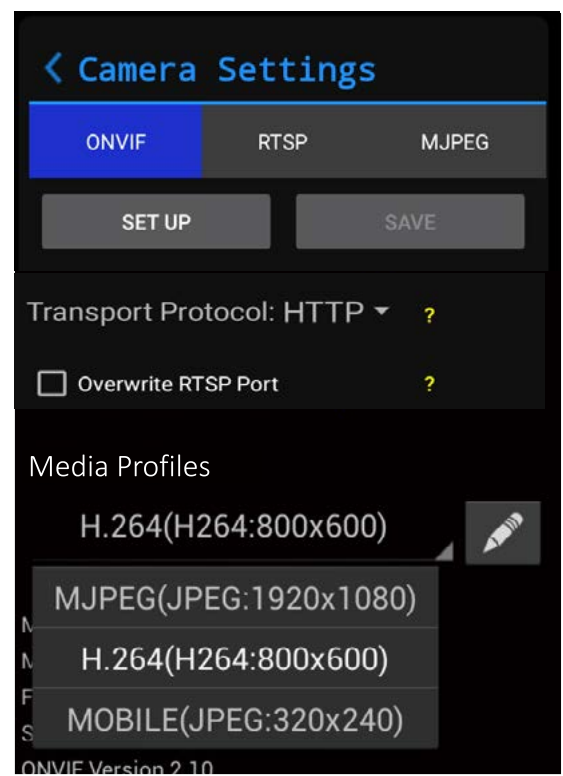 Camera Settings
ONVIF RTSP MJPEG
SET UP SAVE
Transport Protocol: HTTP ?
Overwrite RTSP Port ?
Media Profiles
H.264(H264:800x600)
MJPEG(JPEG:1920x1080)
H.264(H264:800x600)
MOBILE(JPEG:320x240)
ONVIF Version 2.10